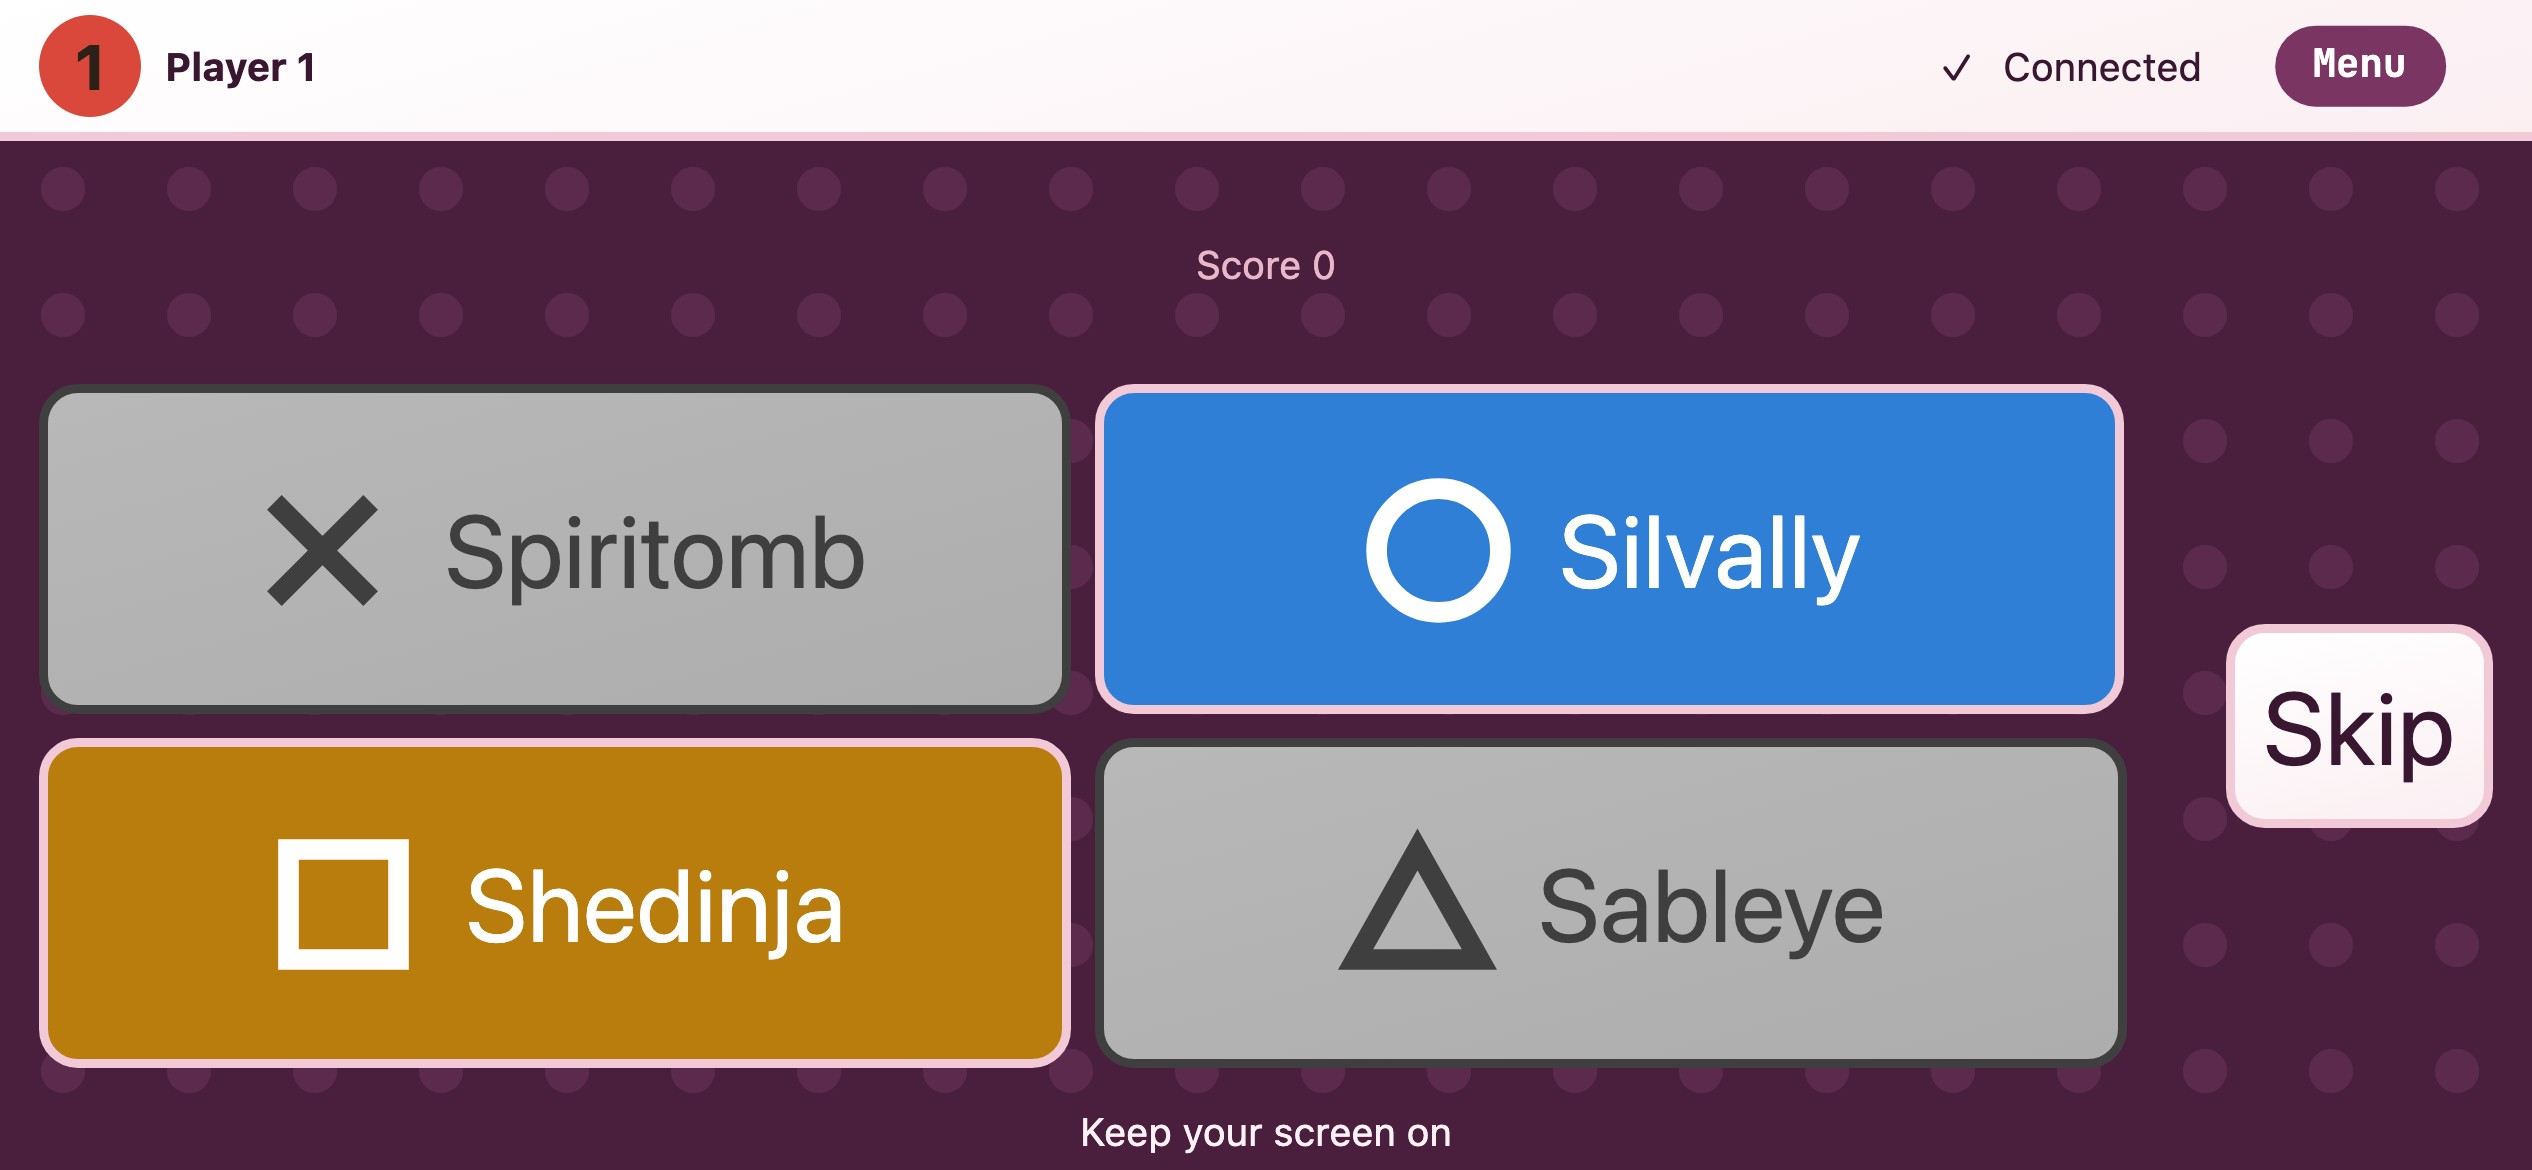 1 Player 1
✓ Connected
Menu
Score 0
Spiritomb
Silvally
Shedinja
Sableye
Skip
Keep your screen on